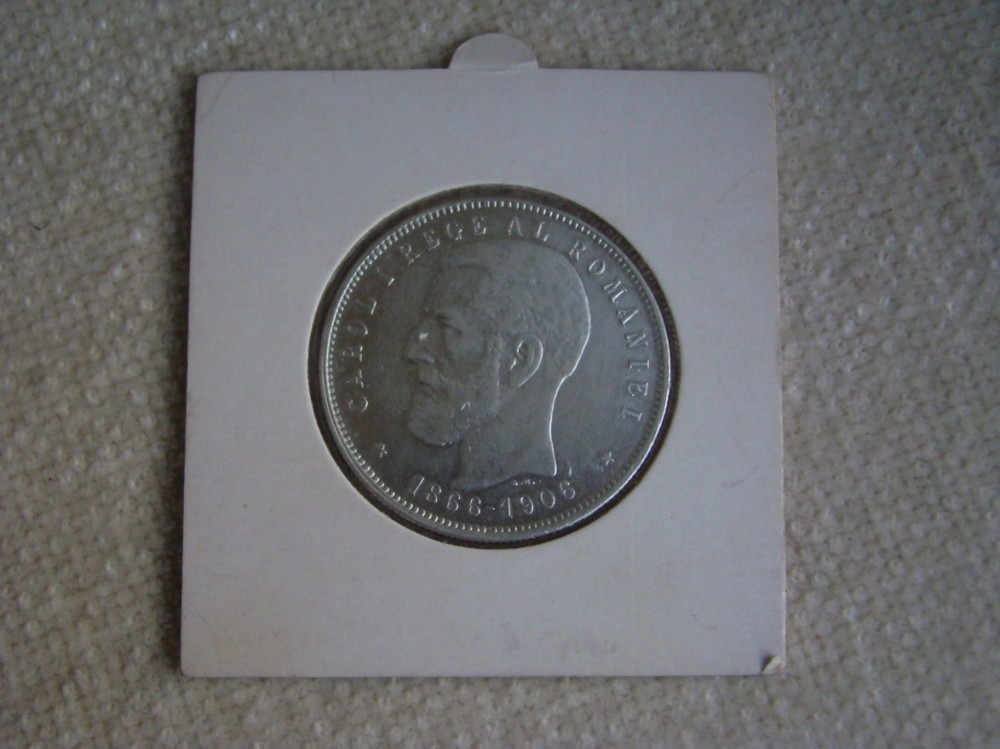 CAROL I REGE AL ROMANIEI
1866-1906